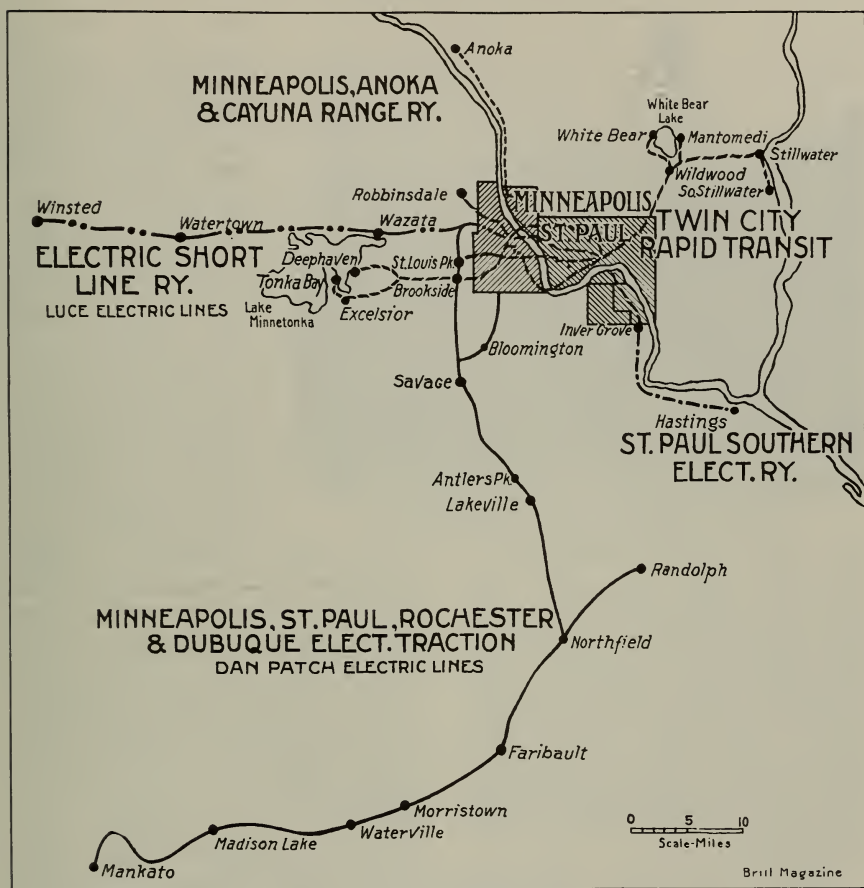 Anoka
MINNEAPOLIS, ANOKA
& CAYUNA RANGE RY.
White Bear
Lake
White Bear
Mantomedi
Stillwater
Wildwood
So.Stillwater
Robbinsdale
MINNEAPOLIS
ST. PAUL
TWIN CITY
RAPID TRANSIT
Winsted
Watertown
Wazata
ELECTRIC SHORT
LINE RY.
LUCE ELECTRIC LINES
Deephaven
St.Louis Pk.
Tonka Bay
Brookside
Lake
Minnetonka
Excelsior
Inver Grove
Bloomington
Savage
Hastings
ST. PAUL SOUTHERN
ELECT. RY.
Antlers Pk.
Lakeville
Randolph
MINNEAPOLIS, ST. PAUL, ROCHESTER
& DUBUQUE ELECT. TRACTION
DAN PATCH ELECTRIC LINES
Northfield
Faribault
Morristown
Waterville
Madison Lake
Mankato
0 5 10
Scale-Miles
Brill Magazine